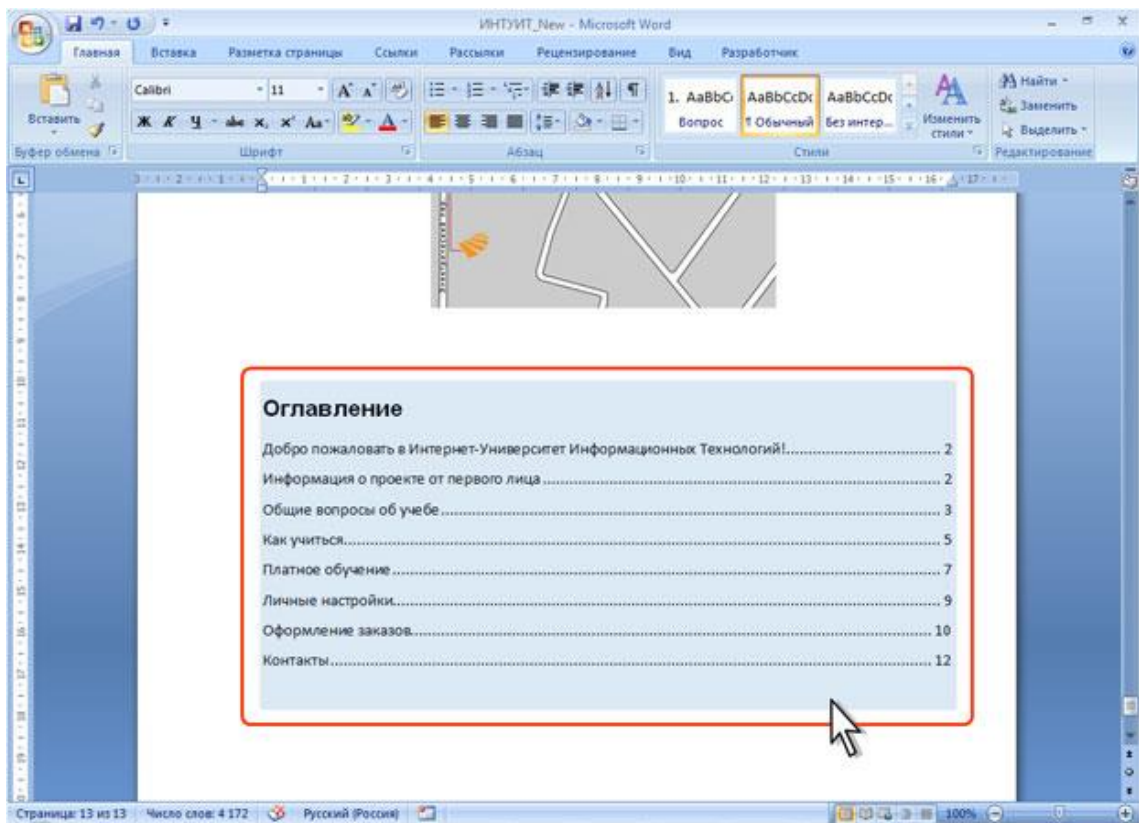 ИНТУИТ_New - Microsoft Word
Главная Вставка Разметка страницы Ссылки Рассылки Рецензирование Вид Разработчик
Вставить
Calibri 11
Ж К Ч abc x, x² Aa
1. AaBbCc AaBbCcDc AaBbCcDc
Вопрос ¶ Обычный Без интер...
Изменить стили
Найти
Заменить
Выделить
Буфер обмена Шрифт Абзац Стили Редактирование
Оглавление
Добро пожаловать в Интернет-Университет Информационных Технологий!.......... 2
Информация о проекте от первого лица.......... 2
Общие вопросы об учебе.......... 3
Как учиться.......... 5
Платное обучение.......... 7
Личные настройки.......... 9
Оформление заказов.......... 10
Контакты.......... 12
Страница: 13 из 13 Число слов: 4 172 Русский (Россия) 100%